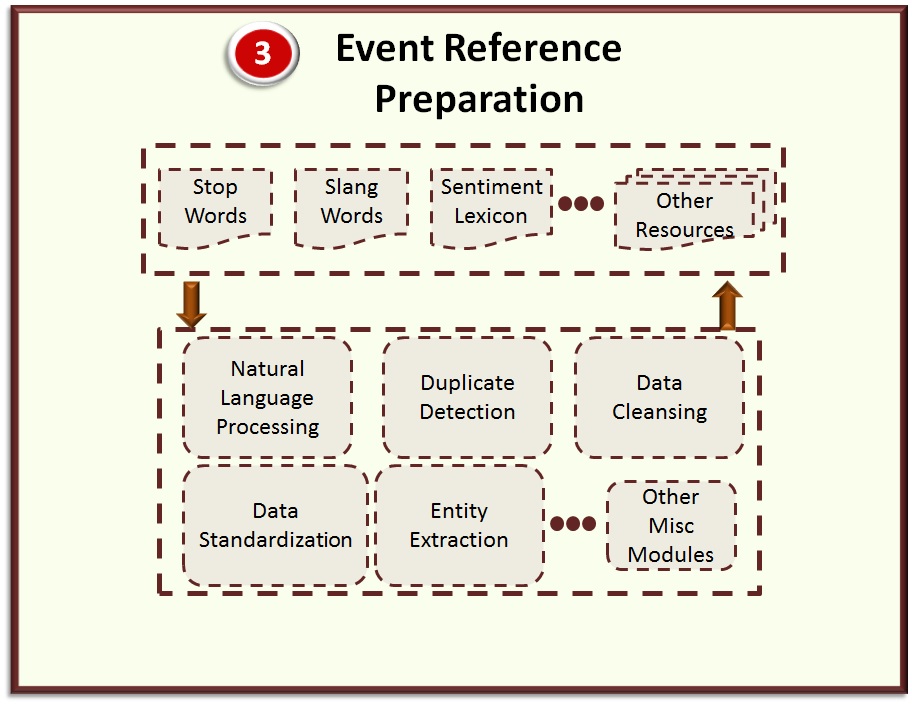 3
Event Reference
Preparation
Stop
Words
Slang
Words
Sentiment
Lexicon
Other
Resources
Natural
Language
Processing
Duplicate
Detection
Data
Cleansing
Data
Standardization
Entity
Extraction
Other
Misc
Modules